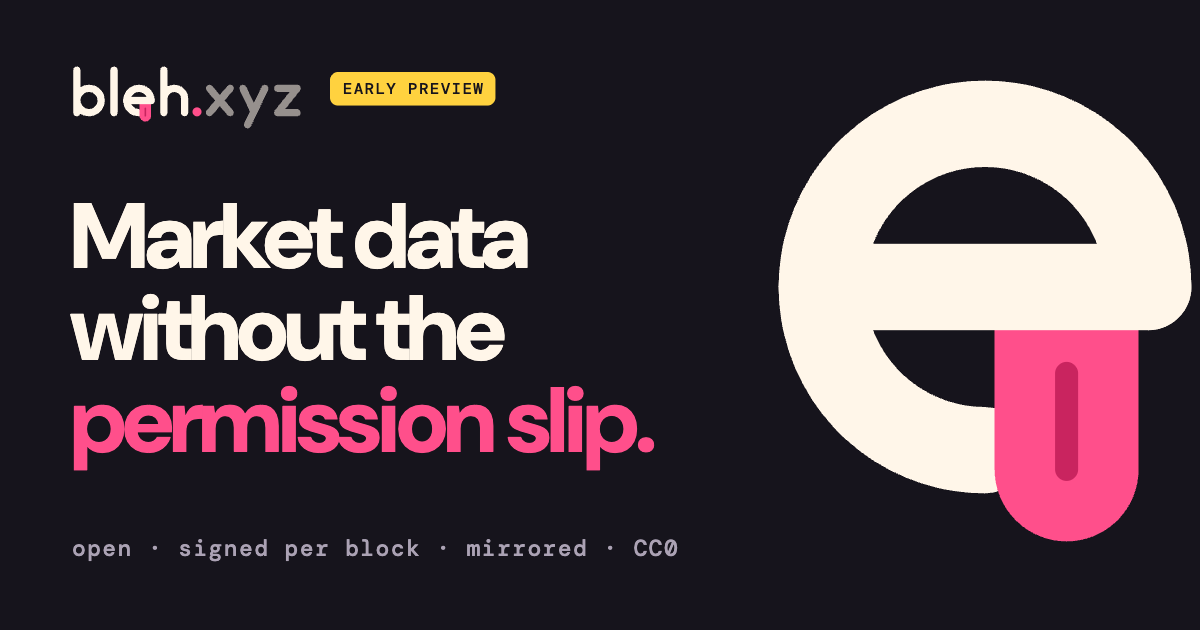 bleh.xyz
EARLY PREVIEW
Market data
without the
permission slip.
open · signed per block · mirrored · CC0